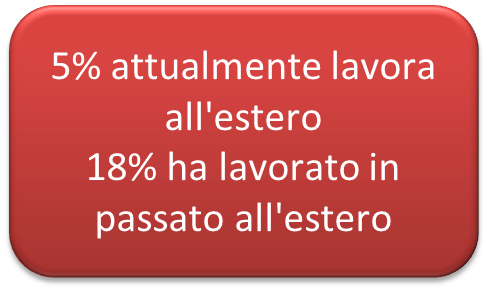 5% attualmente lavora
all'estero
18% ha lavorato in
passato all'estero